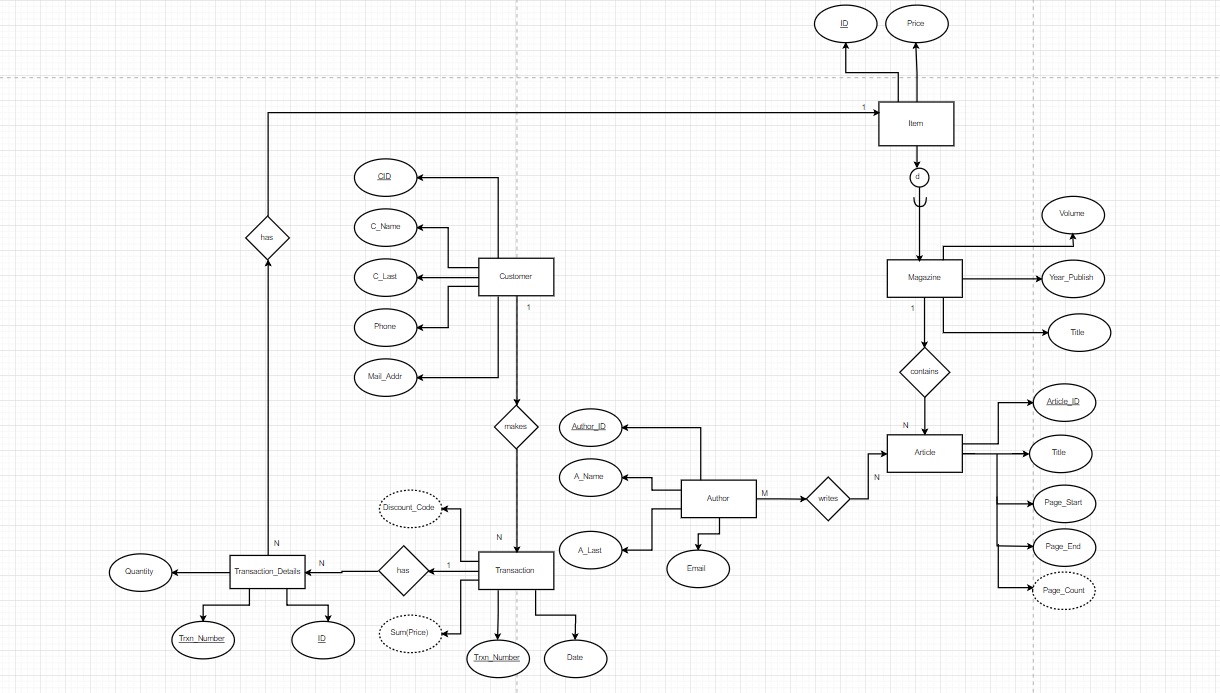 ID
Price
1
Item
d
CID
C_Name
has
Volume
C_Last
Customer
Magazine
Year_Publish
1
1
Phone
Title
contains
Mail_Addr
Article_ID
makes
Author_ID
N
Article
Title
A_Name
N
M
Author
writes
Page_Start
Discount_Code
N
N
A_Last
Page_End
Email
N
1
Quantity
Transaction_Details
has
Transaction
Page_Count
Sum(Price)
Trxn_Number
ID
Trxn_Number
Date